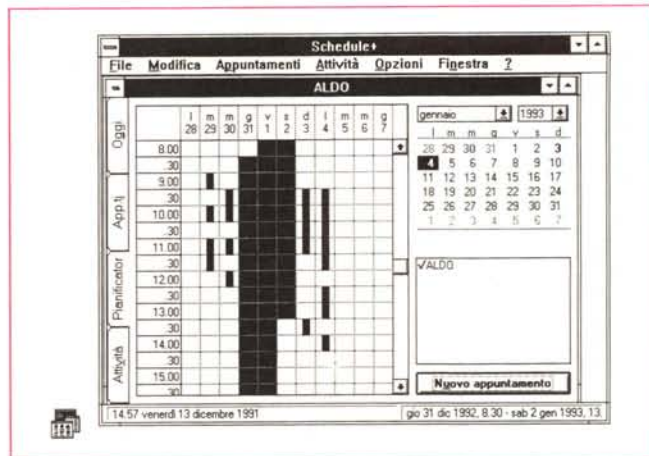 Schedule+
File Modifica Appuntamenti Attività Opzioni Finestra ?
ALDO
Oggi
App.ti
Pianificator
Attività
l m m g v s d l m m g
28 29 30 31 1 2 3 4 5 6 7
8.00
.30
9.00
.30
10.00
.30
11.00
.30
12.00
.30
13.00
.30
14.00
.30
15.00
.30
gennaio 1993
l m m g v s d
28 29 30 31 1 2 3
4 5 6 7 8 9 10
11 12 13 14 15 16 17
18 19 20 21 22 23 24
25 26 27 28 29 30 31
1 2 3 4 5 6 7
✓ALDO
Nuovo appuntamento
14.57 venerdì 13 dicembre 1991
gio 31 dic 1992, 8.30 - sab 2 gen 1993, 13.